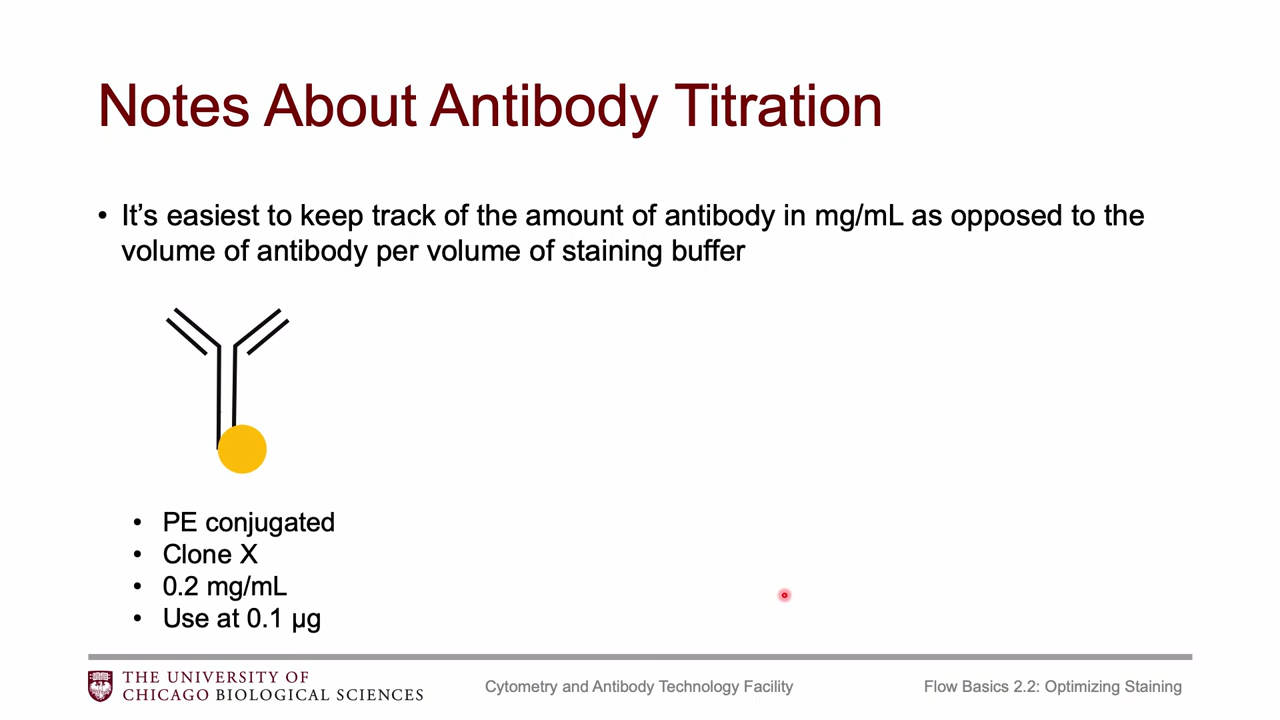 Notes About Antibody Titration
• It’s easiest to keep track of the amount of antibody in mg/mL as opposed to the
volume of antibody per volume of staining buffer
• PE conjugated
• Clone X
• 0.2 mg/mL
• Use at 0.1 µg
THE UNIVERSITY OF
CHICAGO BIOLOGICAL SCIENCES
Cytometry and Antibody Technology Facility
Flow Basics 2.2: Optimizing Staining